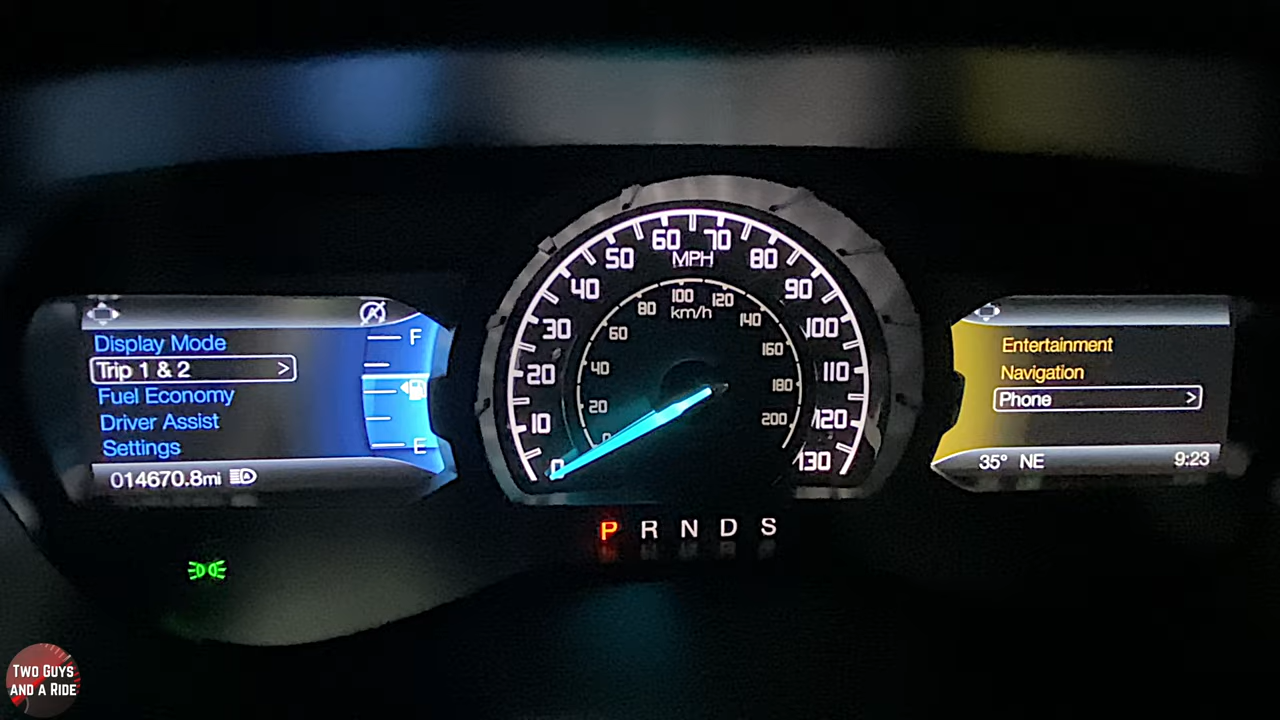 Display Mode
Trip 1 & 2 >
Fuel Economy
Driver Assist
Settings
014670.8mi
F
E
0
10
20
30
40
50
60
70
80
90
100
110
120
130
MPH
0
20
40
60
80
100
120
140
160
180
200
km/h
P R N D S
Entertainment
Navigation
Phone >
35° NE 9:23
TWO GUYS
AND A RIDE